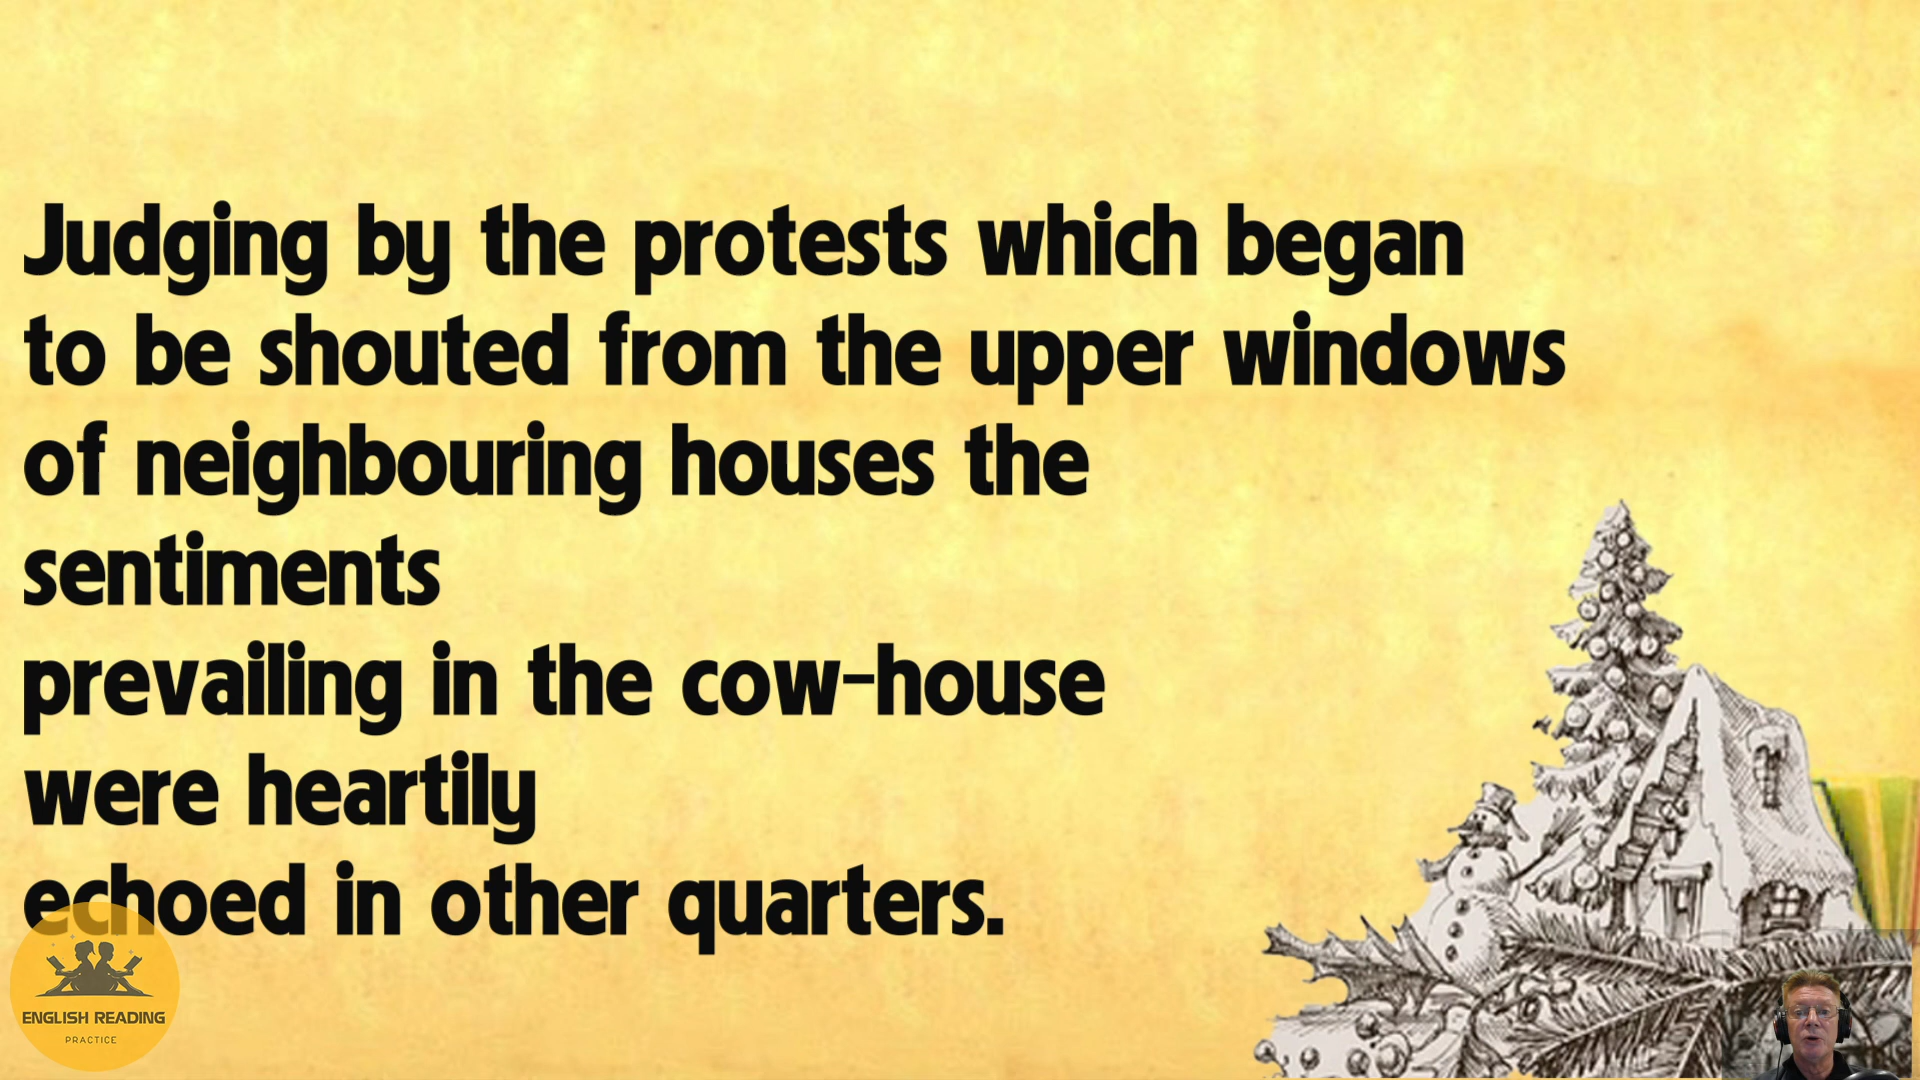 Judging by the protests which began
to be shouted from the upper windows
of neighbouring houses the
sentiments
prevailing in the cow-house
were heartily
echoed in other quarters.
ENGLISH READING
PRACTICE